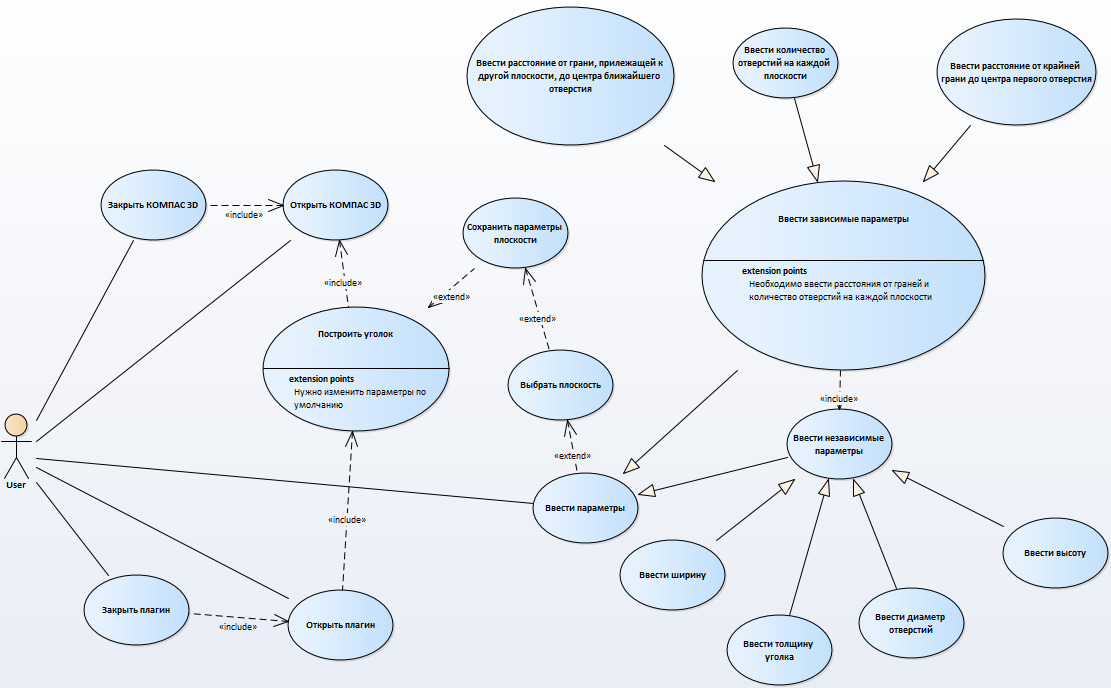 Ввести расстояние от грани, прилежащей к
другой плоскости, до центра ближайшего
отверстия
Ввести количество
отверстий на каждой
плоскости
Ввести расстояние от крайней
грани до центра первого отверстия
Закрыть КОМПАС 3D
«include»
Открыть КОМПАС 3D
Сохранить параметры
плоскости
Ввести зависимые параметры
extension points
Необходимо ввести расстояния от граней и
количество отверстий на каждой плоскости
«include»
«extend»
«extend»
Построить уголок
extension points
Нужно изменить параметры по
умолчанию
Выбрать плоскость
«include»
Ввести независимые
параметры
«extend»
User
Ввести параметры
«include»
Ввести ширину
Ввести высоту
Закрыть плагин
«include»
Открыть плагин
Ввести диаметр
отверстий
Ввести толщину
уголка